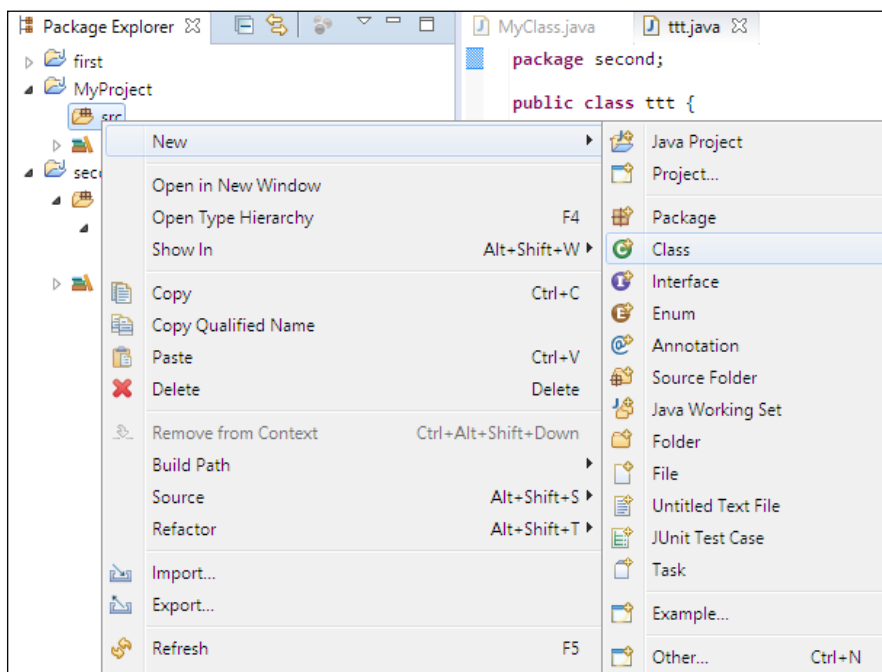 Package Explorer
MyClass.java
ttt.java
first
MyProject
src
package second;
public class ttt {
New
Open in New Window
Open Type Hierarchy F4
Show In Alt+Shift+W
Copy Ctrl+C
Copy Qualified Name
Paste Ctrl+V
Delete Delete
Remove from Context Ctrl+Alt+Shift+Down
Build Path
Source Alt+Shift+S
Refactor Alt+Shift+T
Import...
Export...
Refresh F5
Java Project
Project...
Package
Class
Interface
Enum
Annotation
Source Folder
Java Working Set
Folder
File
Untitled Text File
JUnit Test Case
Task
Example...
Other... Ctrl+N